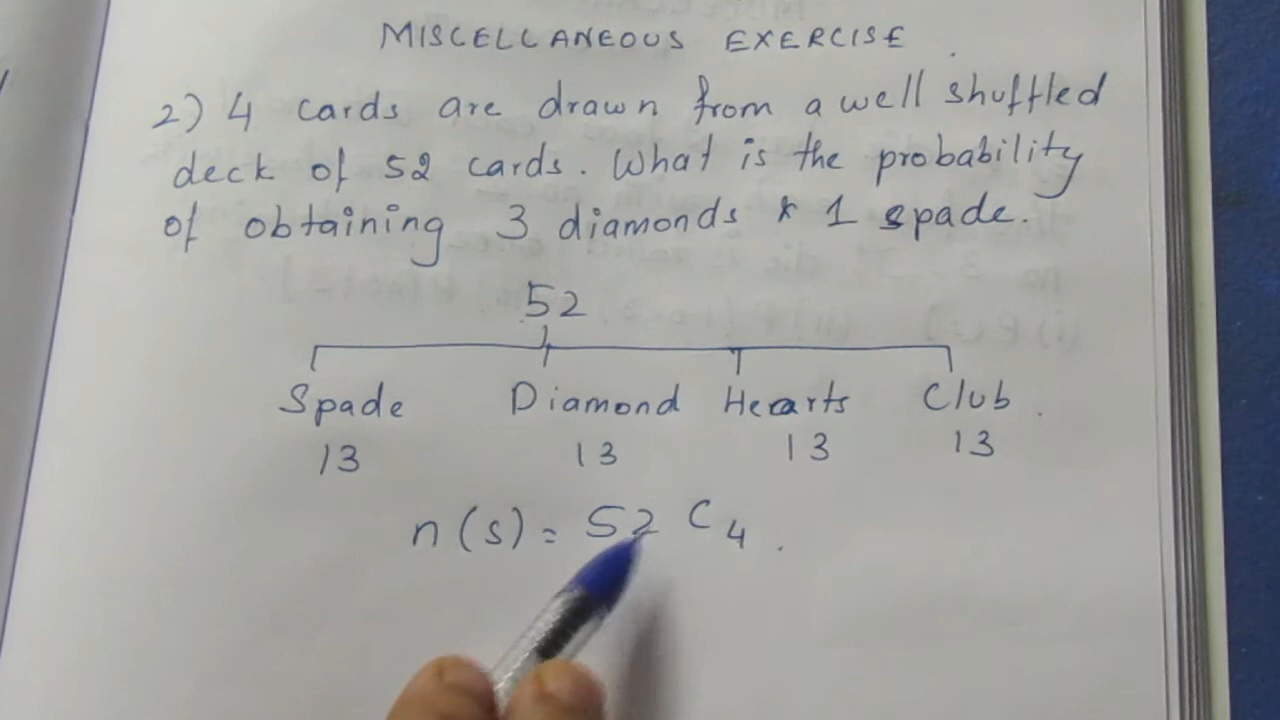 MISCELLANEOUS EXERCISE
2) 4 cards are drawn from a well shuffled
deck of 52 cards. What is the probability
of obtaining 3 diamonds & 1 spade.
52
Spade Diamond Hearts Club
13 13 13 13
n(s) = 52 C 4